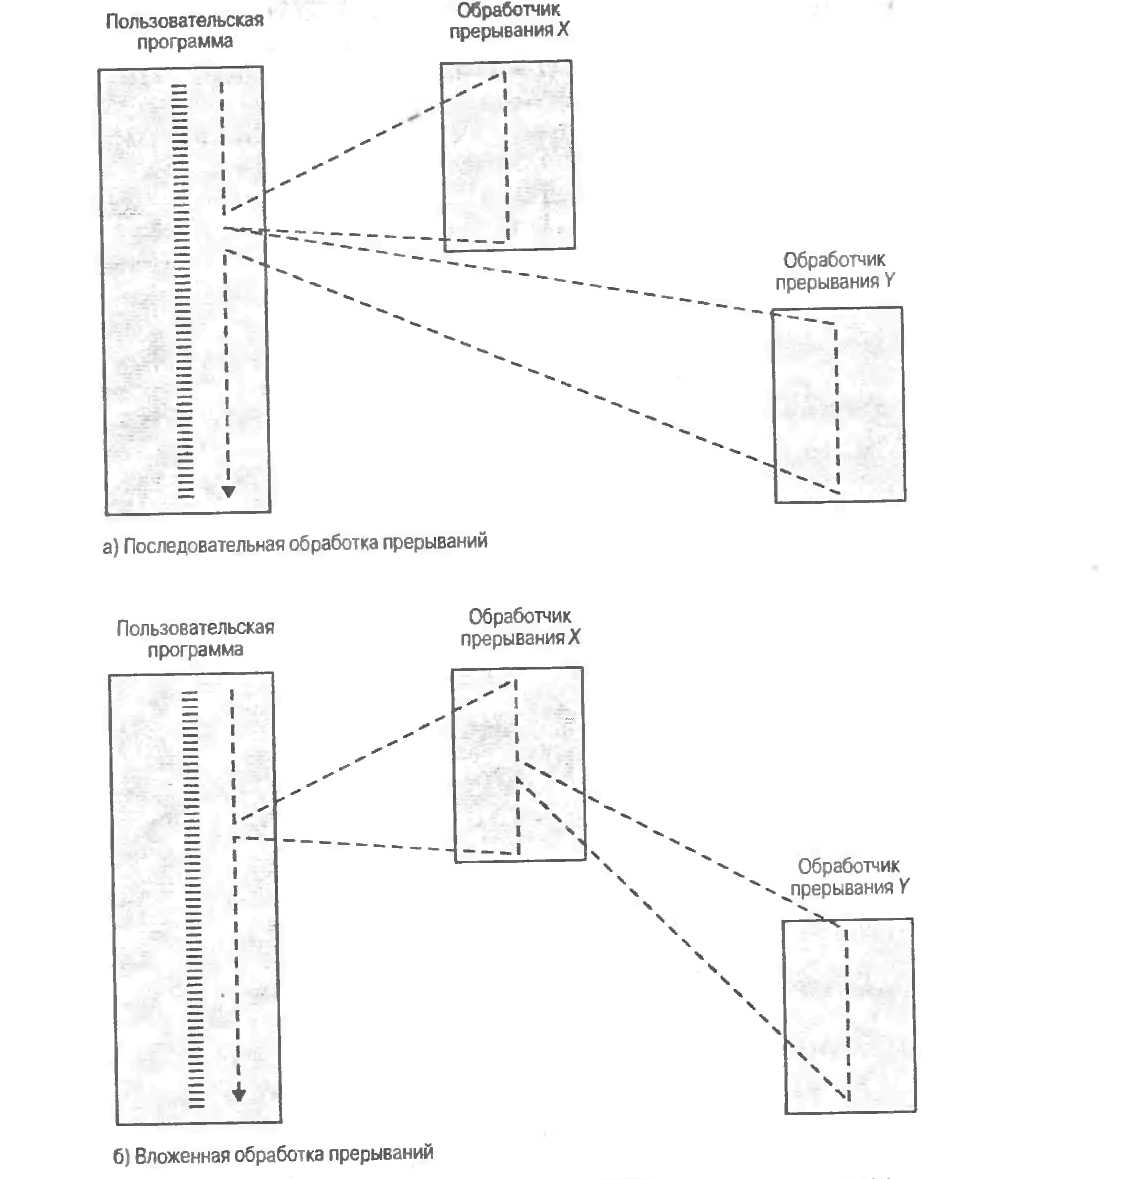 Пользовательская
программа
Обработчик
прерывания X
Обработчик
прерывания Y
а) Последовательная обработка прерываний
Пользовательская
программа
Обработчик
прерывания X
Обработчик
прерывания Y
б) Вложенная обработка прерываний